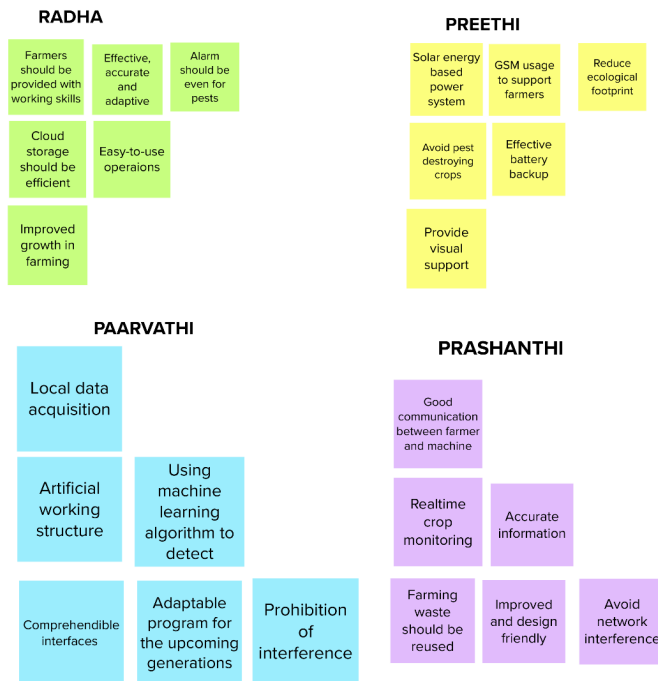 RADHA
Farmers
should be
provided with
working skills
Effective,
accurate
and
adaptive
Alarm
should be
even for
pests
Cloud
storage
should be
efficient
Easy-to-use
operaions
Improved
growth in
farming
PREETHI
Solar energy
based
power
system
GSM usage
to support
farmers
Reduce
ecological
footprint
Avoid pest
destroying
crops
Effective
battery
backup
Provide
visual
support
PAARVATHI
Local data
acquisition
Artificial
working
structure
Using
machine
learning
algorithm to
detect
Comprehendible
interfaces
Adaptable
program for
the upcoming
generations
Prohibition
of
interference
PRASHANTHI
Good
communication
between farmer
and machine
Realtime
crop
monitoring
Accurate
information
Farming
waste
should be
reused
Improved
and design
friendly
Avoid
network
interference